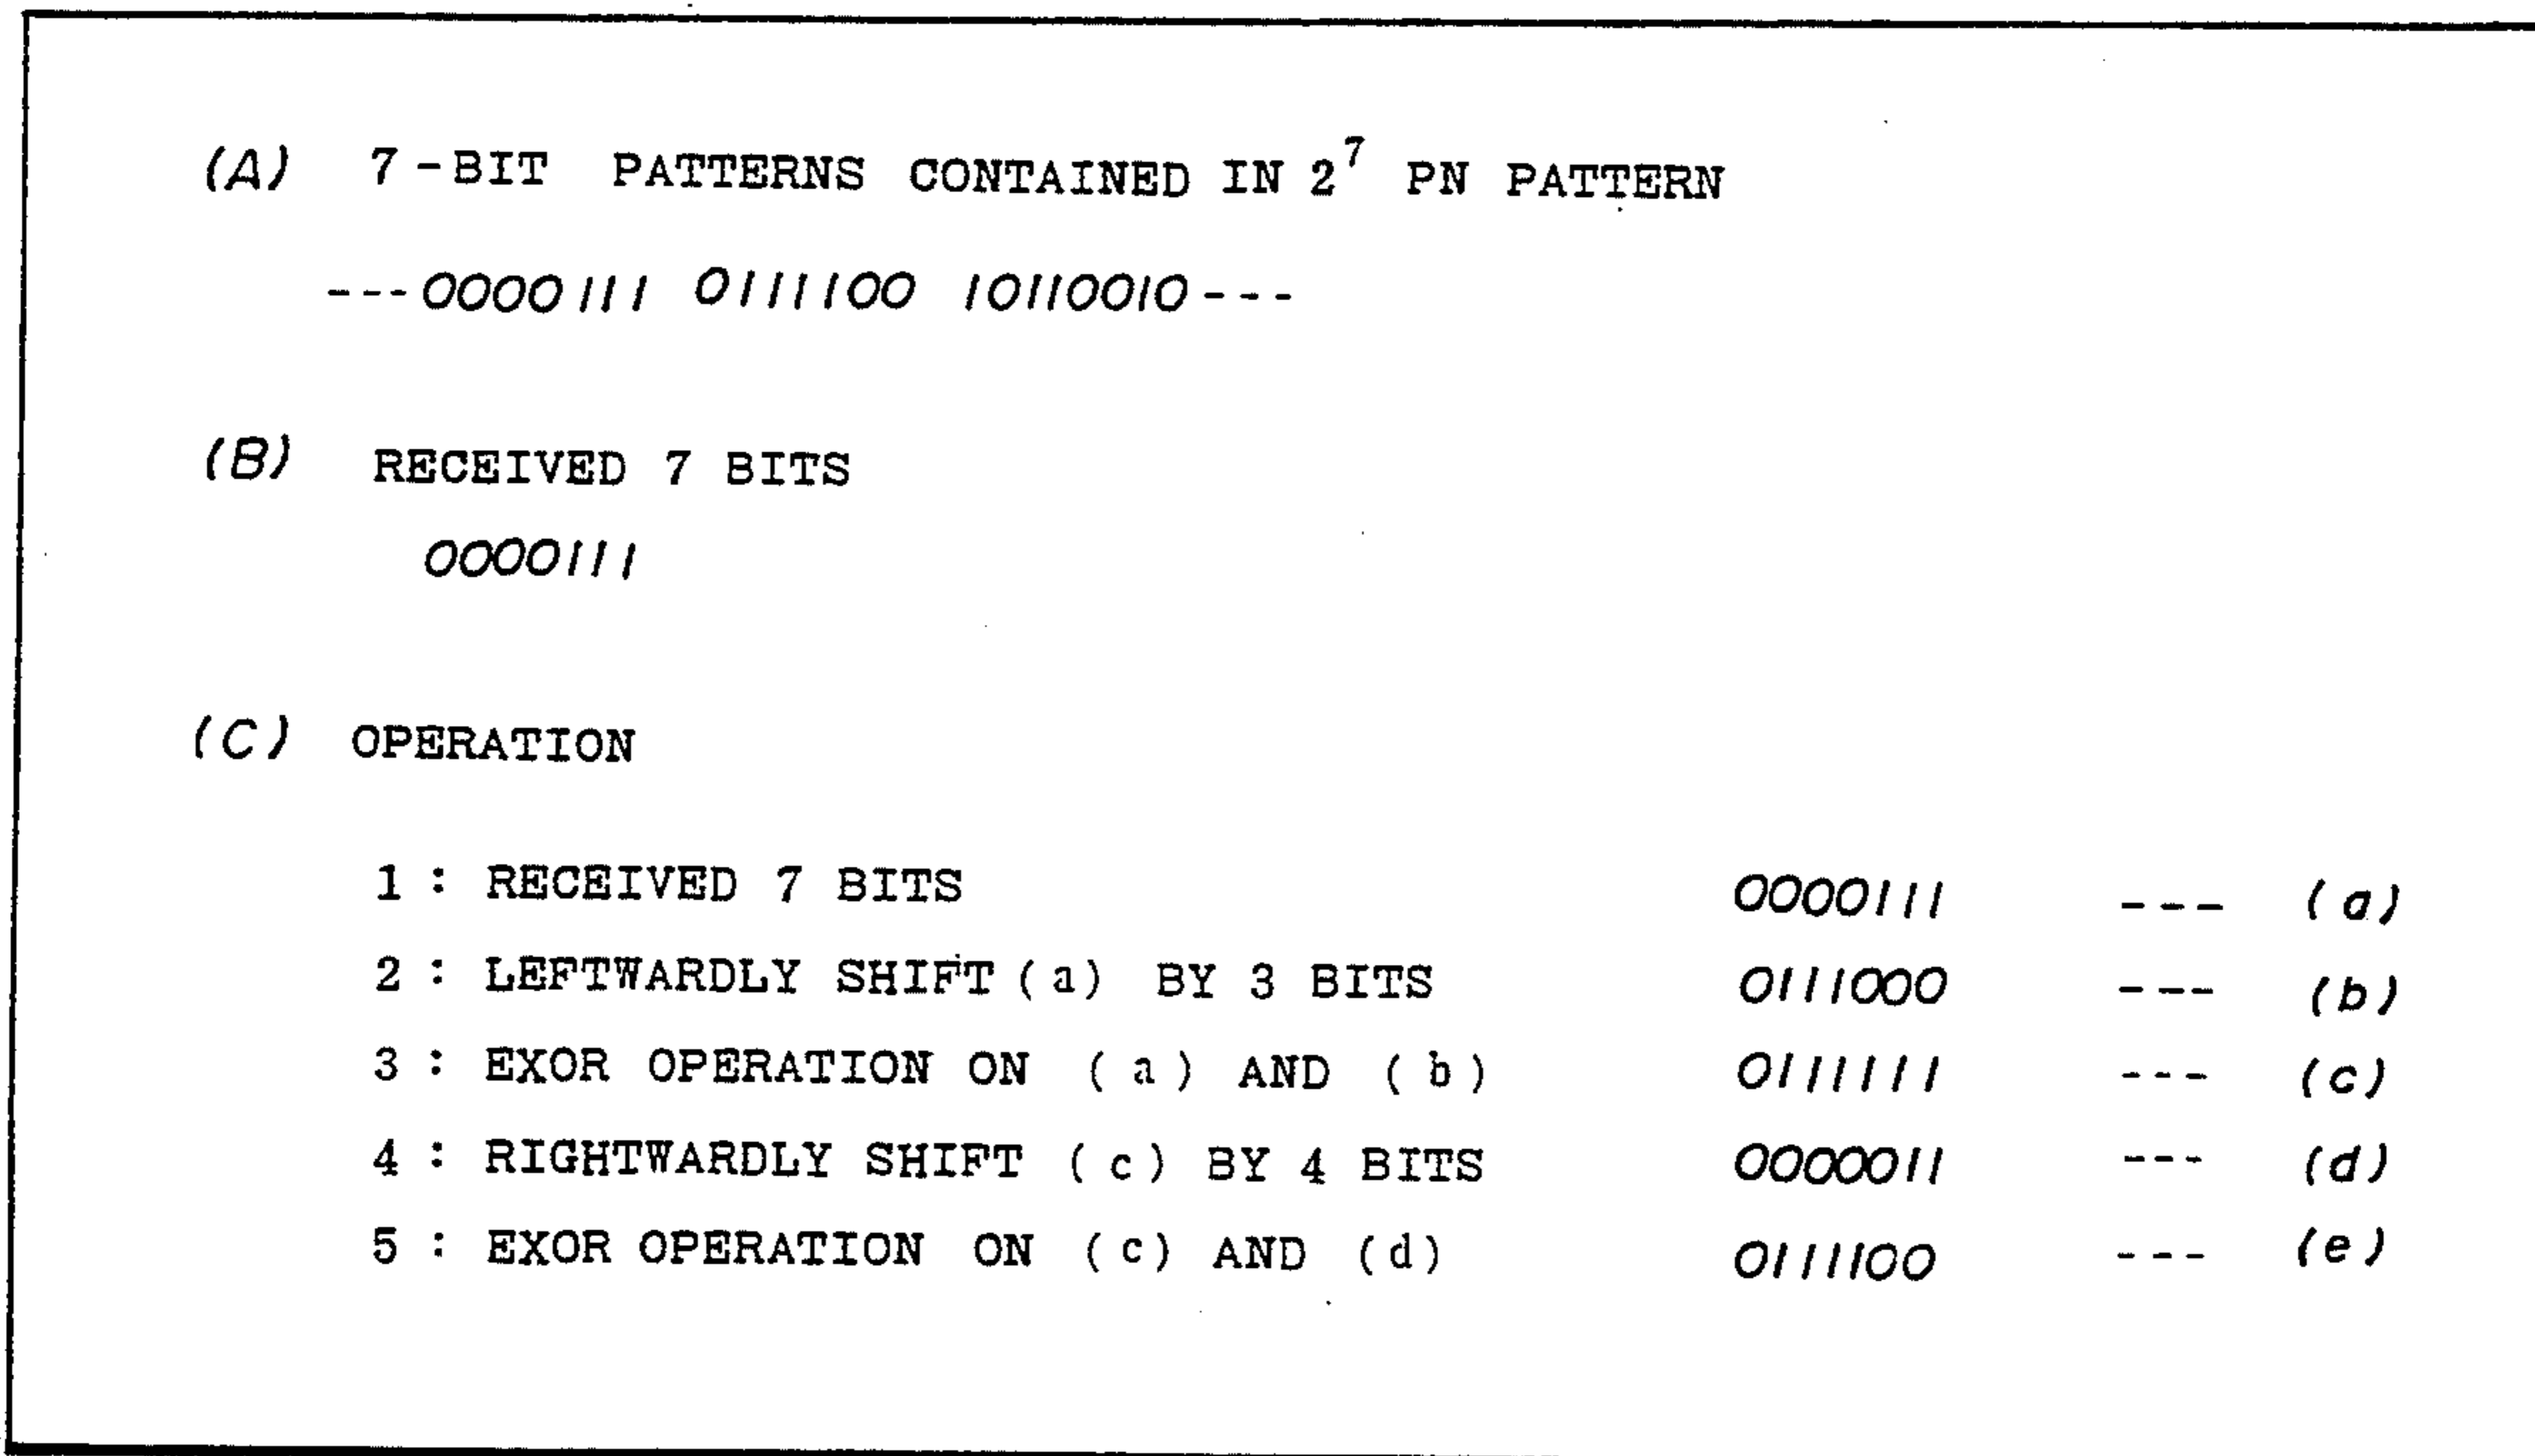 (A) 7-BIT PATTERNS CONTAINED IN 2⁷ PN PATTERN
---0000111 0111100 10110010---
(B) RECEIVED 7 BITS
0000111
(C) OPERATION
1 : RECEIVED 7 BITS 0000111 --- (a)
2 : LEFTWARDLY SHIFT (a) BY 3 BITS 0111000 --- (b)
3 : EXOR OPERATION ON (a) AND (b) 0111111 --- (c)
4 : RIGHTWARDLY SHIFT (c) BY 4 BITS 0000011 --- (d)
5 : EXOR OPERATION ON (c) AND (d) 0111100 --- (e)